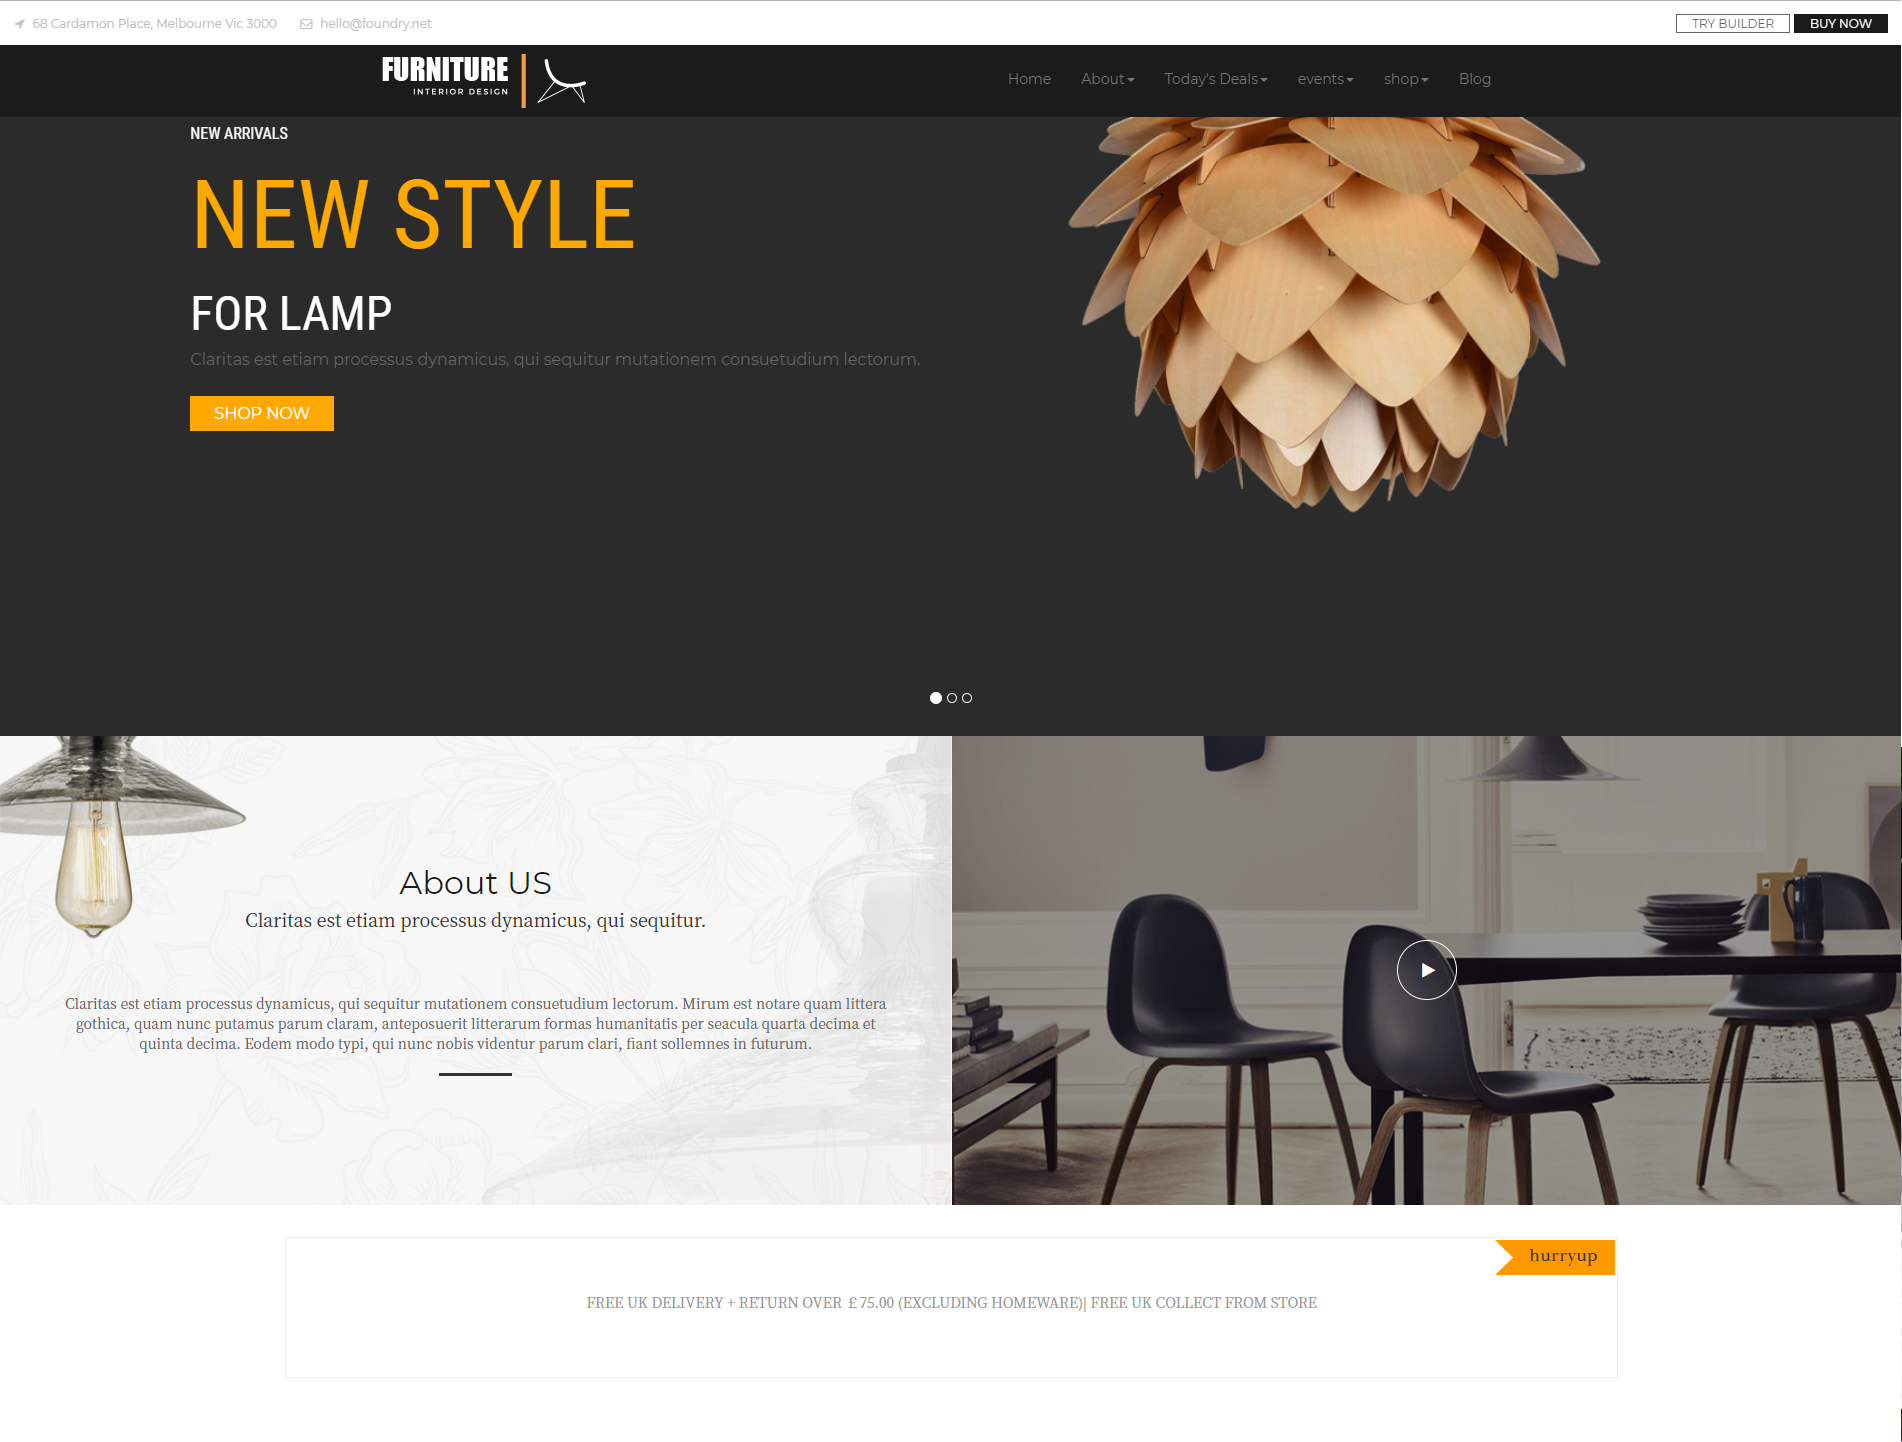 68 Cardamon Place, Melbourne Vic 3000
hello@foundry.net
TRY BUILDER
BUY NOW
FURNITURE
INTERIOR DESIGN
Home
About
Today's Deals
events
shop
Blog
NEW ARRIVALS
NEW STYLE
FOR LAMP
Claritas est etiam processus dynamicus, qui sequitur mutationem consuetudium lectorum.
SHOP NOW
About US
Claritas est etiam processus dynamicus, qui sequitur.
Claritas est etiam processus dynamicus, qui sequitur mutationem consuetudium lectorum. Mirum est notare quam littera
gothica, quam nunc putamus parum claram, anteposuerit litterarum formas humanitatis per seacula quarta decima et
quinta decima. Eodem modo typi, qui nunc nobis videntur parum clari, fiant sollemnes in futurum.
hurryup
FREE UK DELIVERY + RETURN OVER £75.00 (EXCLUDING HOMEWARE)| FREE UK COLLECT FROM STORE